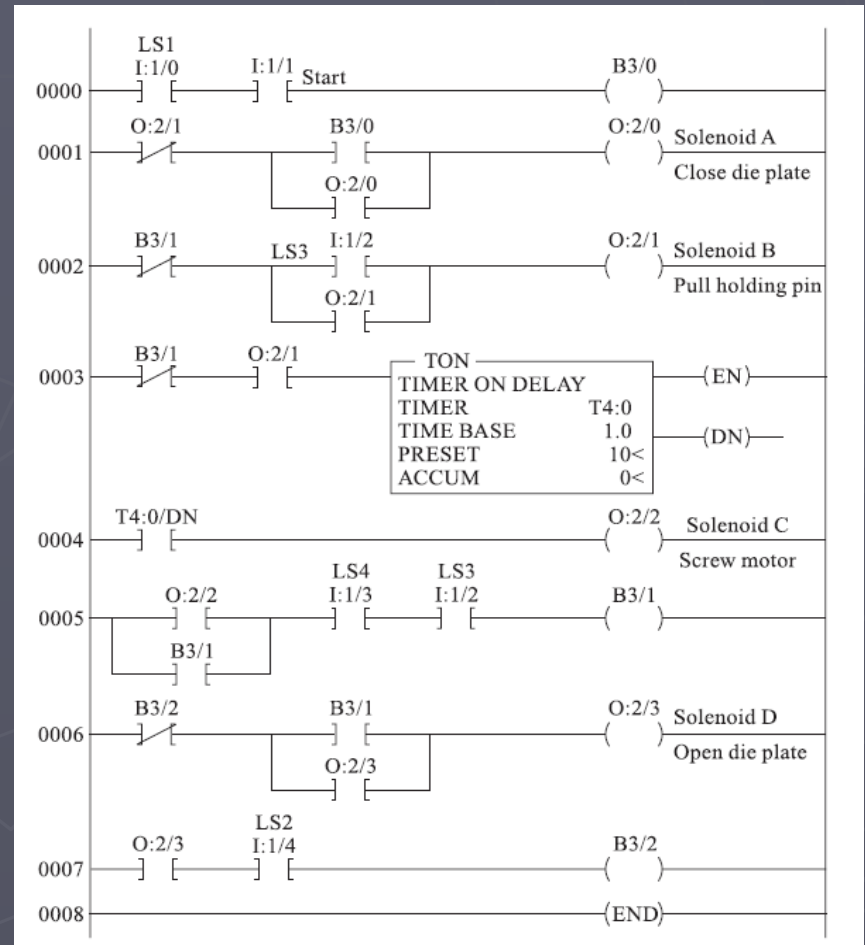 LS1
I:1/0 I:1/1 Start B3/0
0000
O:2/1 B3/0 O:2/0 Solenoid A
0001
Close die plate
O:2/0
B3/1 LS3 I:1/2 O:2/1 Solenoid B
0002
Pull holding pin
O:2/1
B3/1 O:2/1
0003
TON
TIMER ON DELAY (EN)
TIMER T4:0
TIME BASE 1.0 (DN)
PRESET 10<
ACCUM 0<
T4:0/DN O:2/2 Solenoid C
0004
Screw motor
LS4 LS3
O:2/2 I:1/3 I:1/2 B3/1
0005
B3/1
B3/2 B3/1 O:2/3 Solenoid D
0006
Open die plate
O:2/3
LS2
O:2/3 I:1/4 B3/2
0007
0008 (END)